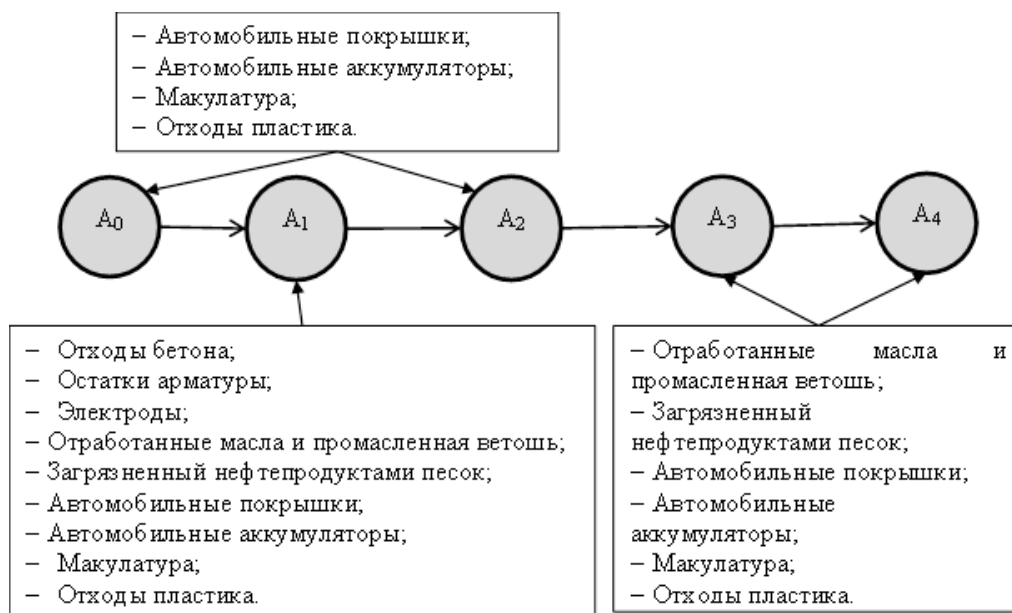 – Автомобильные покрышки;
– Автомобильные аккумуляторы;
– Макулатура;
– Отходы пластика.
A0 A1 A2 A3 A4
– Отходы бетона;
– Остатки арматуры;
– Электроды;
– Отработанные масла и промасленная ветошь;
– Загрязненный нефтепродуктами песок;
– Автомобильные покрышки;
– Автомобильные аккумуляторы;
– Макулатура;
– Отходы пластика.
– Отработанные масла и
промасленная ветошь;
– Загрязненный
нефтепродуктами песок;
– Автомобильные покрышки;
– Автомобильные
аккумуляторы;
– Макулатура;
– Отходы пластика.